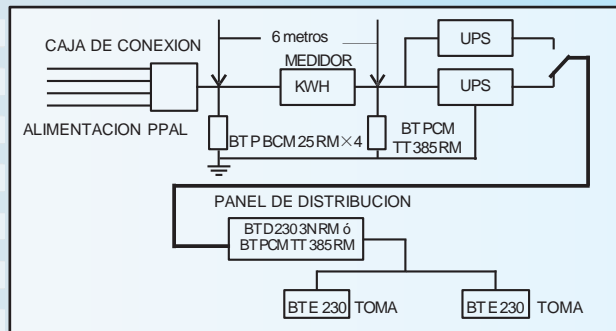 CAJA DE CONEXION
6 metros
MEDIDOR
KWH
UPS
UPS
ALIMENTACION PPAL
BTPBCM25RM×4
BTPCM
TT385RM
PANEL DE DISTRIBUCION
BTD2303NRM ó
BTPCMTT385RM
BTE230 TOMA
BTE230 TOMA